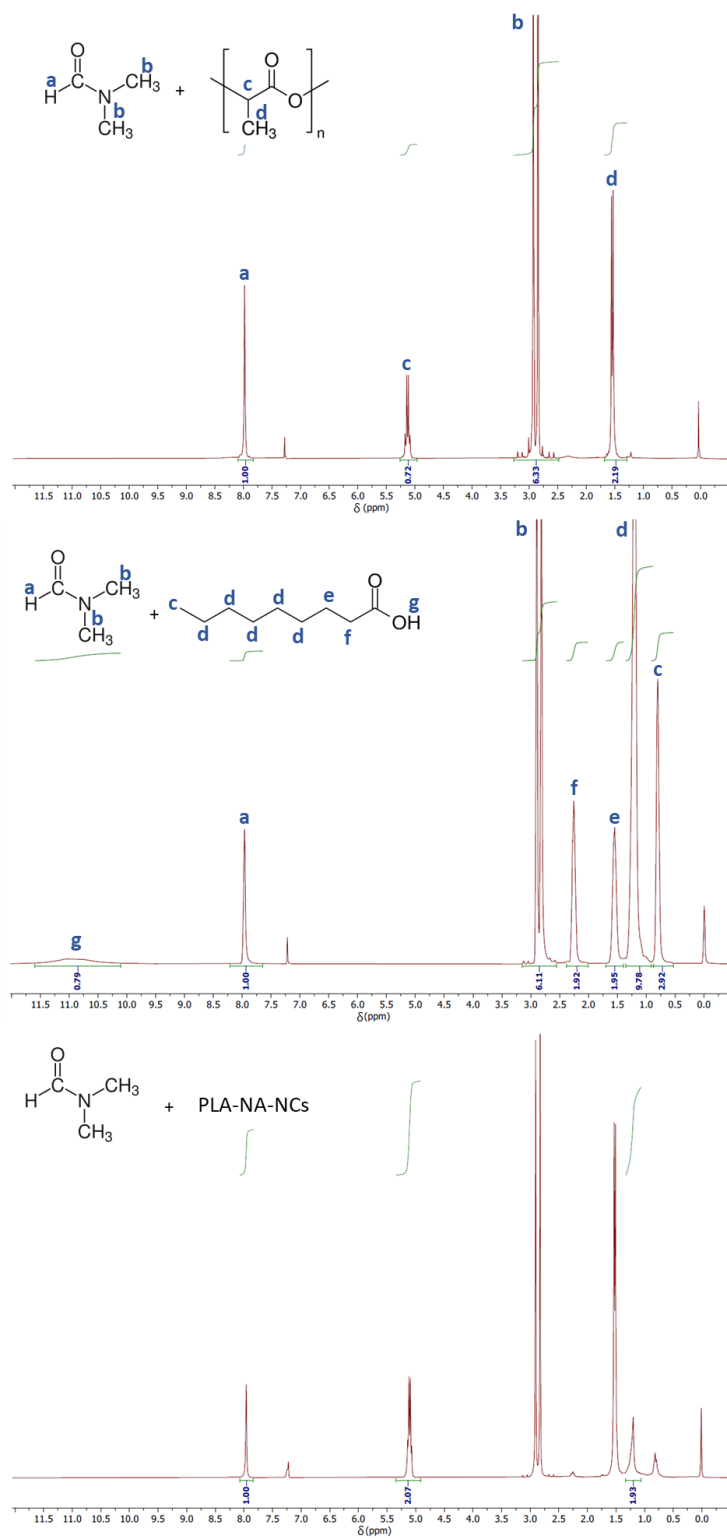 b
O
a
b
H
C
N
CH3
b
CH3
+
c
d
O
O
CH3
n
d
a
c
1.00
0.72
6.33
2.19
11.5 11.0 10.5 10.0 9.5 9.0 8.5 8.0 7.5 7.0 6.5 6.0 5.5 5.0 4.5 4.0 3.5 3.0 2.5 2.0 1.5 1.0 0.5 0.0
δ (ppm)
b
d
O
a
b
H
C
N
CH3
b
CH3
+
c
d
d
e
O
g
d
d
d
f
OH
c
f
a
e
g
0.79
1.00
6.11
1.92
1.95
9.78
2.92
11.5 11.0 10.5 10.0 9.5 9.0 8.5 8.0 7.5 7.0 6.5 6.0 5.5 5.0 4.5 4.0 3.5 3.0 2.5 2.0 1.5 1.0 0.5 0.0
δ(ppm)
O
H
C
N
CH3
CH3
+ PLA-NA-NCs
1.00
2.07
1.93
11.5 11.0 10.5 10.0 9.5 9.0 8.5 8.0 7.5 7.0 6.5 6.0 5.5 5.0 4.5 4.0 3.5 3.0 2.5 2.0 1.5 1.0 0.5 0.0
δ (ppm)